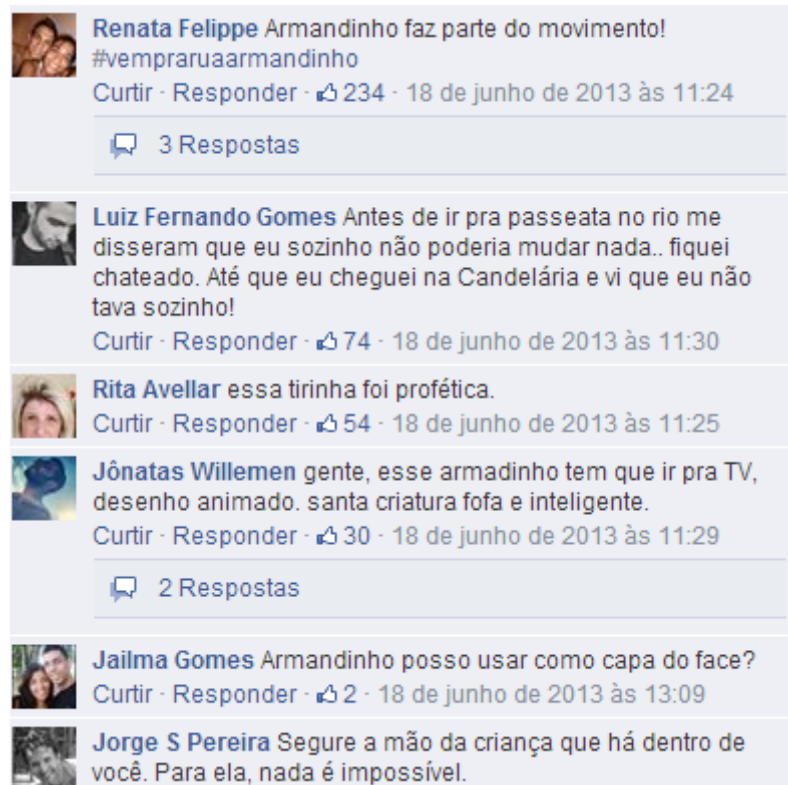 Renata Felippe Armandinho faz parte do movimento!
#vempraruaarmandinho
Curtir · Responder · 234 · 18 de junho de 2013 às 11:24
3 Respostas
Luiz Fernando Gomes Antes de ir pra passeata no rio me
disseram que eu sozinho não poderia mudar nada.. fiquei
chateado. Até que eu cheguei na Candelária e vi que eu não
tava sozinho!
Curtir · Responder · 74 · 18 de junho de 2013 às 11:30
Rita Avellar essa tirinha foi profética.
Curtir · Responder · 54 · 18 de junho de 2013 às 11:25
Jônatas Willemen gente, esse armadinho tem que ir pra TV,
desenho animado. santa criatura fofa e inteligente.
Curtir · Responder · 30 · 18 de junho de 2013 às 11:29
2 Respostas
Jailma Gomes Armandinho posso usar como capa do face?
Curtir · Responder · 2 · 18 de junho de 2013 às 13:09
Jorge S Pereira Segure a mão da criança que há dentro de
você. Para ela, nada é impossível.